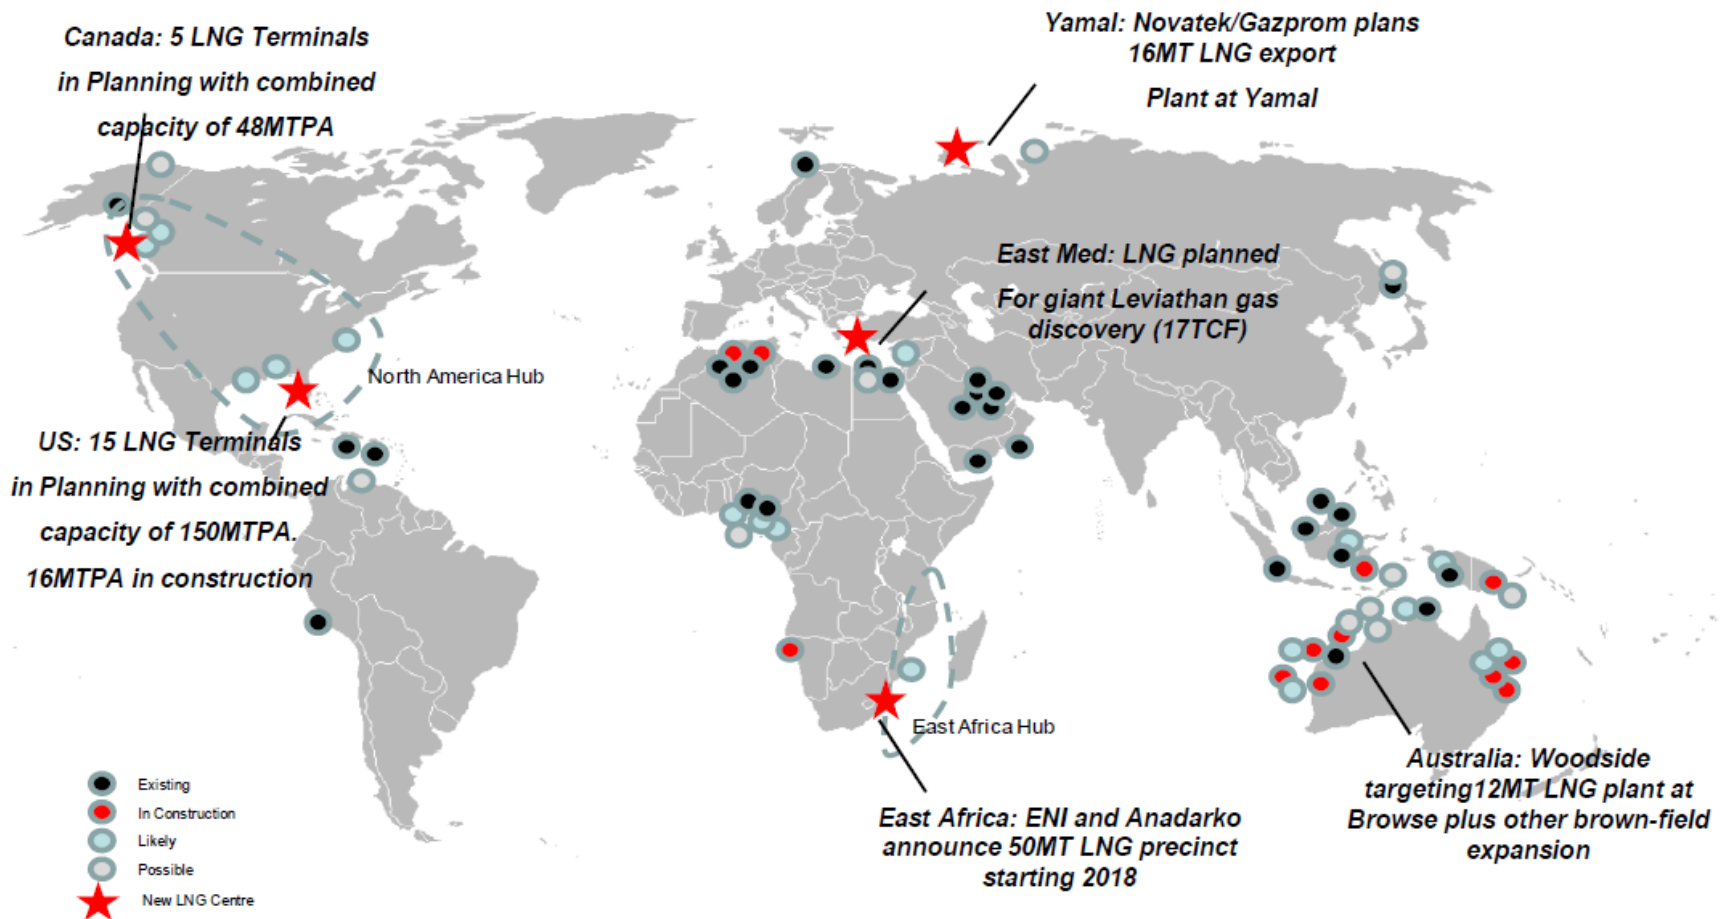 Canada: 5 LNG Terminals
in Planning with combined
capacity of 48MTPA
Yamal: Novatek/Gazprom plans
16MT LNG export
Plant at Yamal
East Med: LNG planned
For giant Leviathan gas
discovery (17TCF)
North America Hub
US: 15 LNG Terminals
in Planning with combined
capacity of 150MTPA.
16MTPA in construction
East Africa Hub
East Africa: ENI and Anadarko
announce 50MT LNG precinct
starting 2018
Australia: Woodside
targeting12MT LNG plant at
Browse plus other brown-field
expansion
Existing
In Construction
Likely
Possible
New LNG Centre